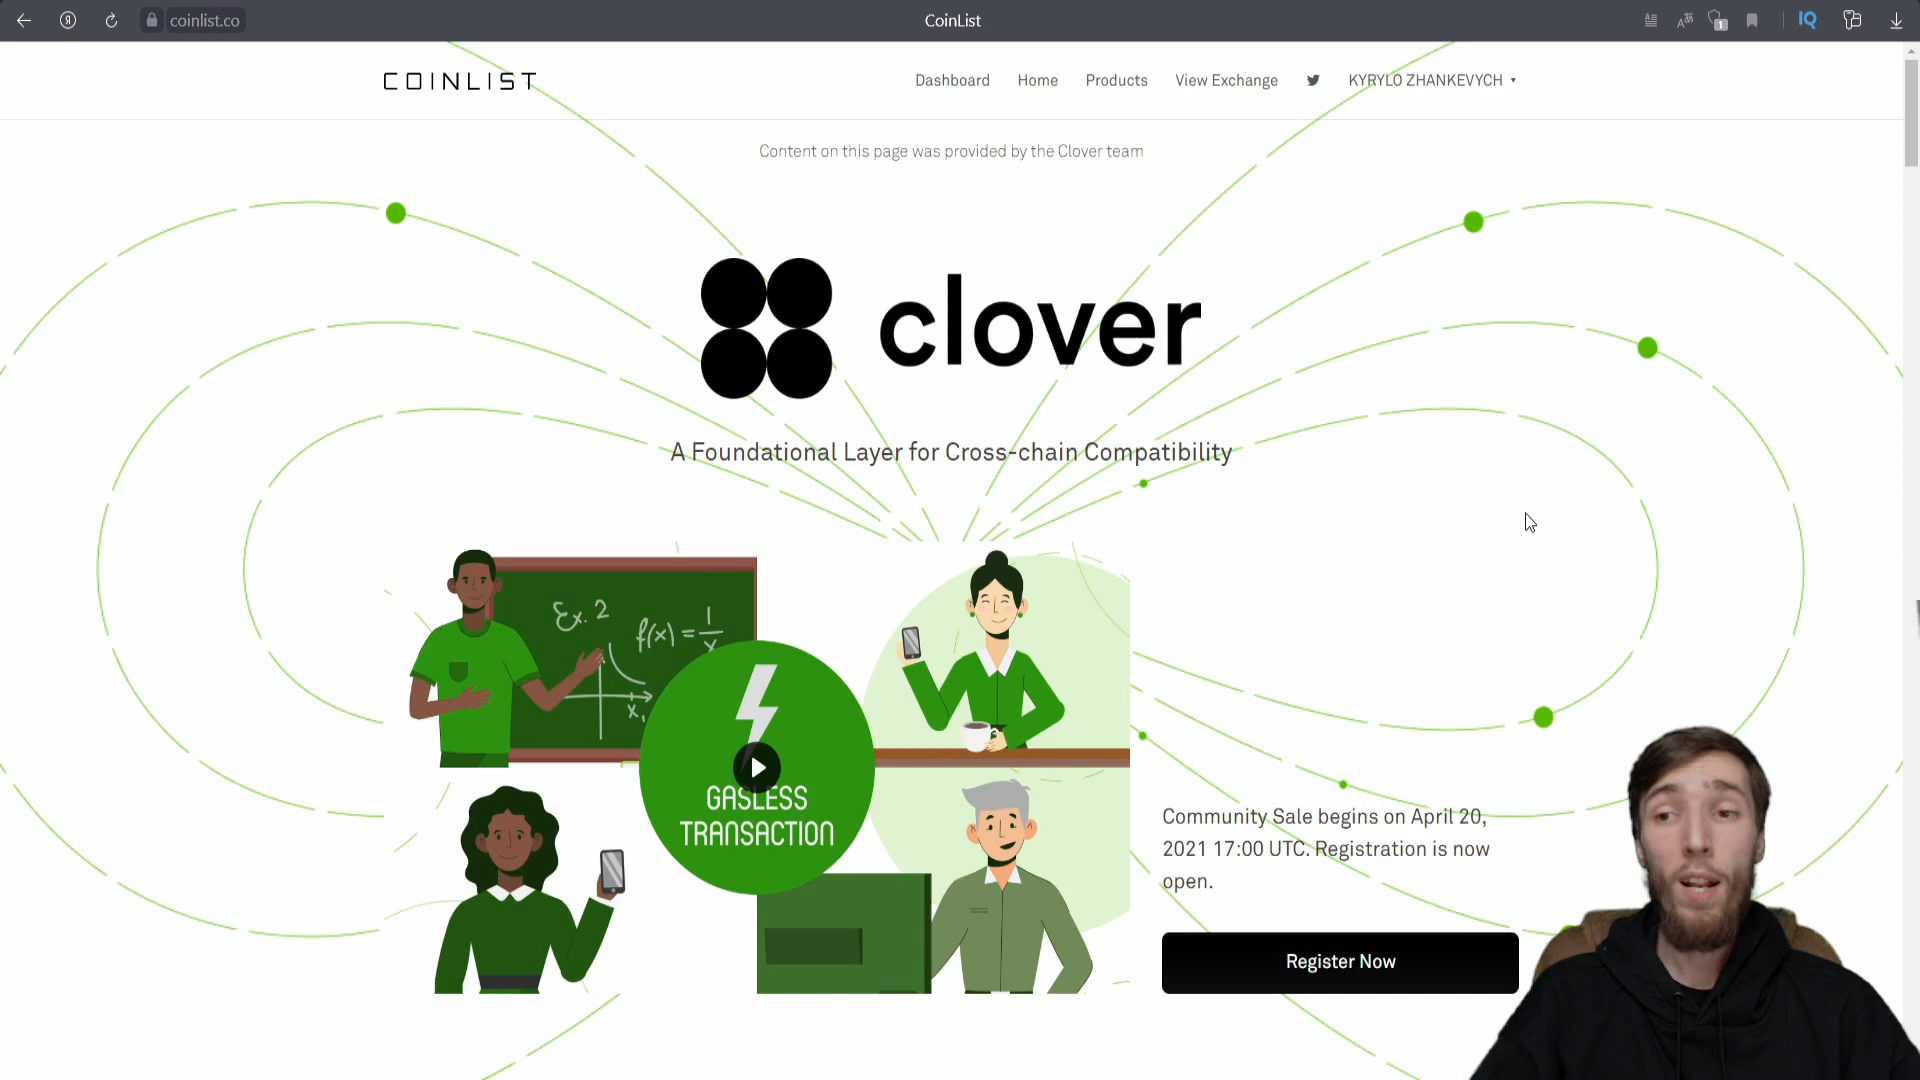 coinlist.co
CoinList
1
IQ
COINLIST
Dashboard
Home
Products
View Exchange
KYRYLO ZHANKEVYCH
Content on this page was provided by the Clover team
clover
A Foundational Layer for Cross-chain Compatibility
Ex. 2
f(x) = 1/x
x₁
GASLESS
TRANSACTION
Community Sale begins on April 20,
2021 17:00 UTC. Registration is now
open.
Register Now